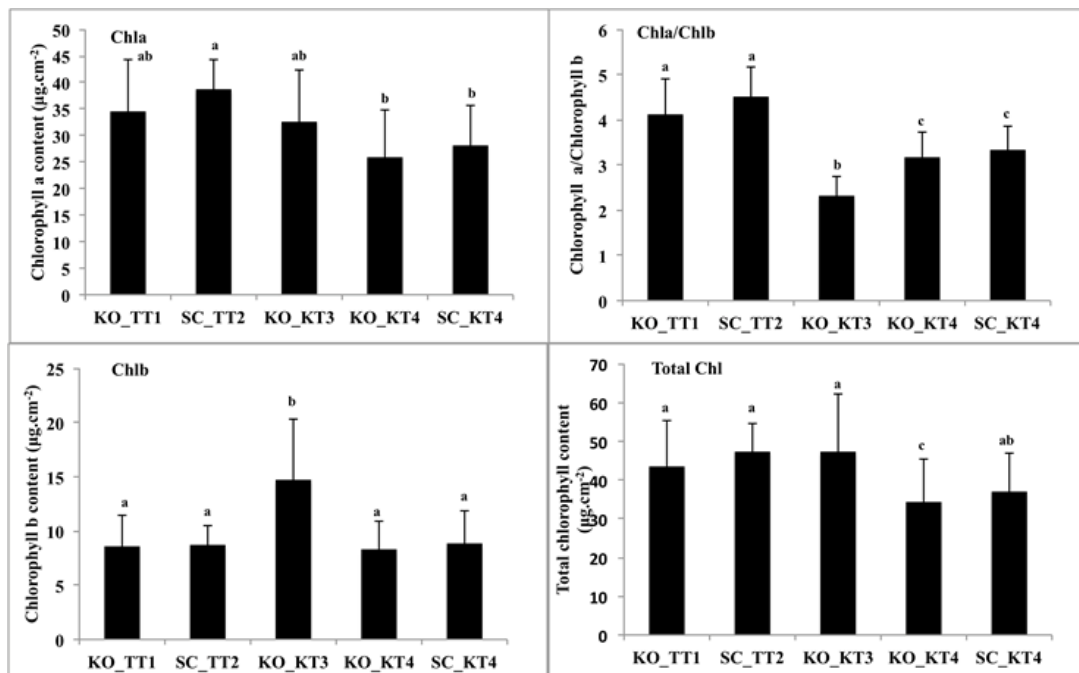 Chla
Chlorophyll a content (µg.cm-2)
50
45
40
35
30
25
20
15
10
5
0
ab
a
ab
b
b
KO_TT1 SC_TT2 KO_KT3 KO_KT4 SC_KT4
Chla/Chlb
Chlorophyll a/Chlorophyll b
6
5
4
3
2
1
0
a
a
b
c
c
KO_TT1 SC_TT2 KO_KT3 KO_KT4 SC_KT4
Chlb
Chlorophyll b content (µg.cm-2)
25
20
15
10
5
0
a
a
b
a
a
KO_TT1 SC_TT2 KO_KT3 KO_KT4 SC_KT4
Total Chl
Total chlorophyll content
(µg.cm-2)
70
60
50
40
30
20
10
0
a
a
a
c
ab
KO_TT1 SC_TT2 KO_KT3 KO_KT4 SC_KT4